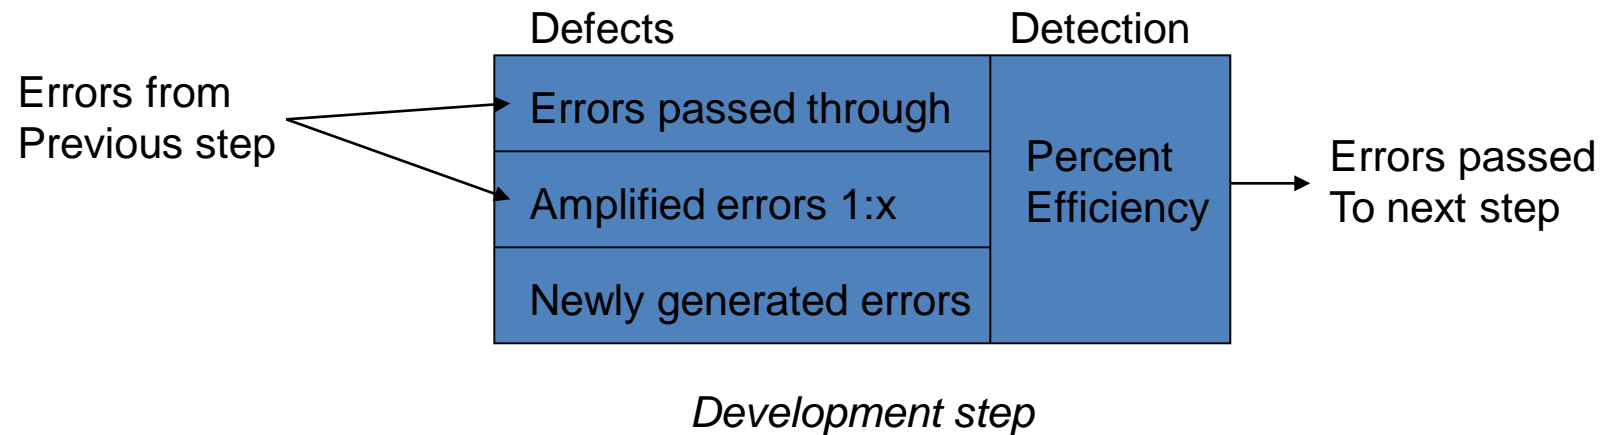 Defects
Detection
Errors from
Previous step
Errors passed through
Amplified errors 1:x
Newly generated errors
Percent
Efficiency
Errors passed
To next step
Development step